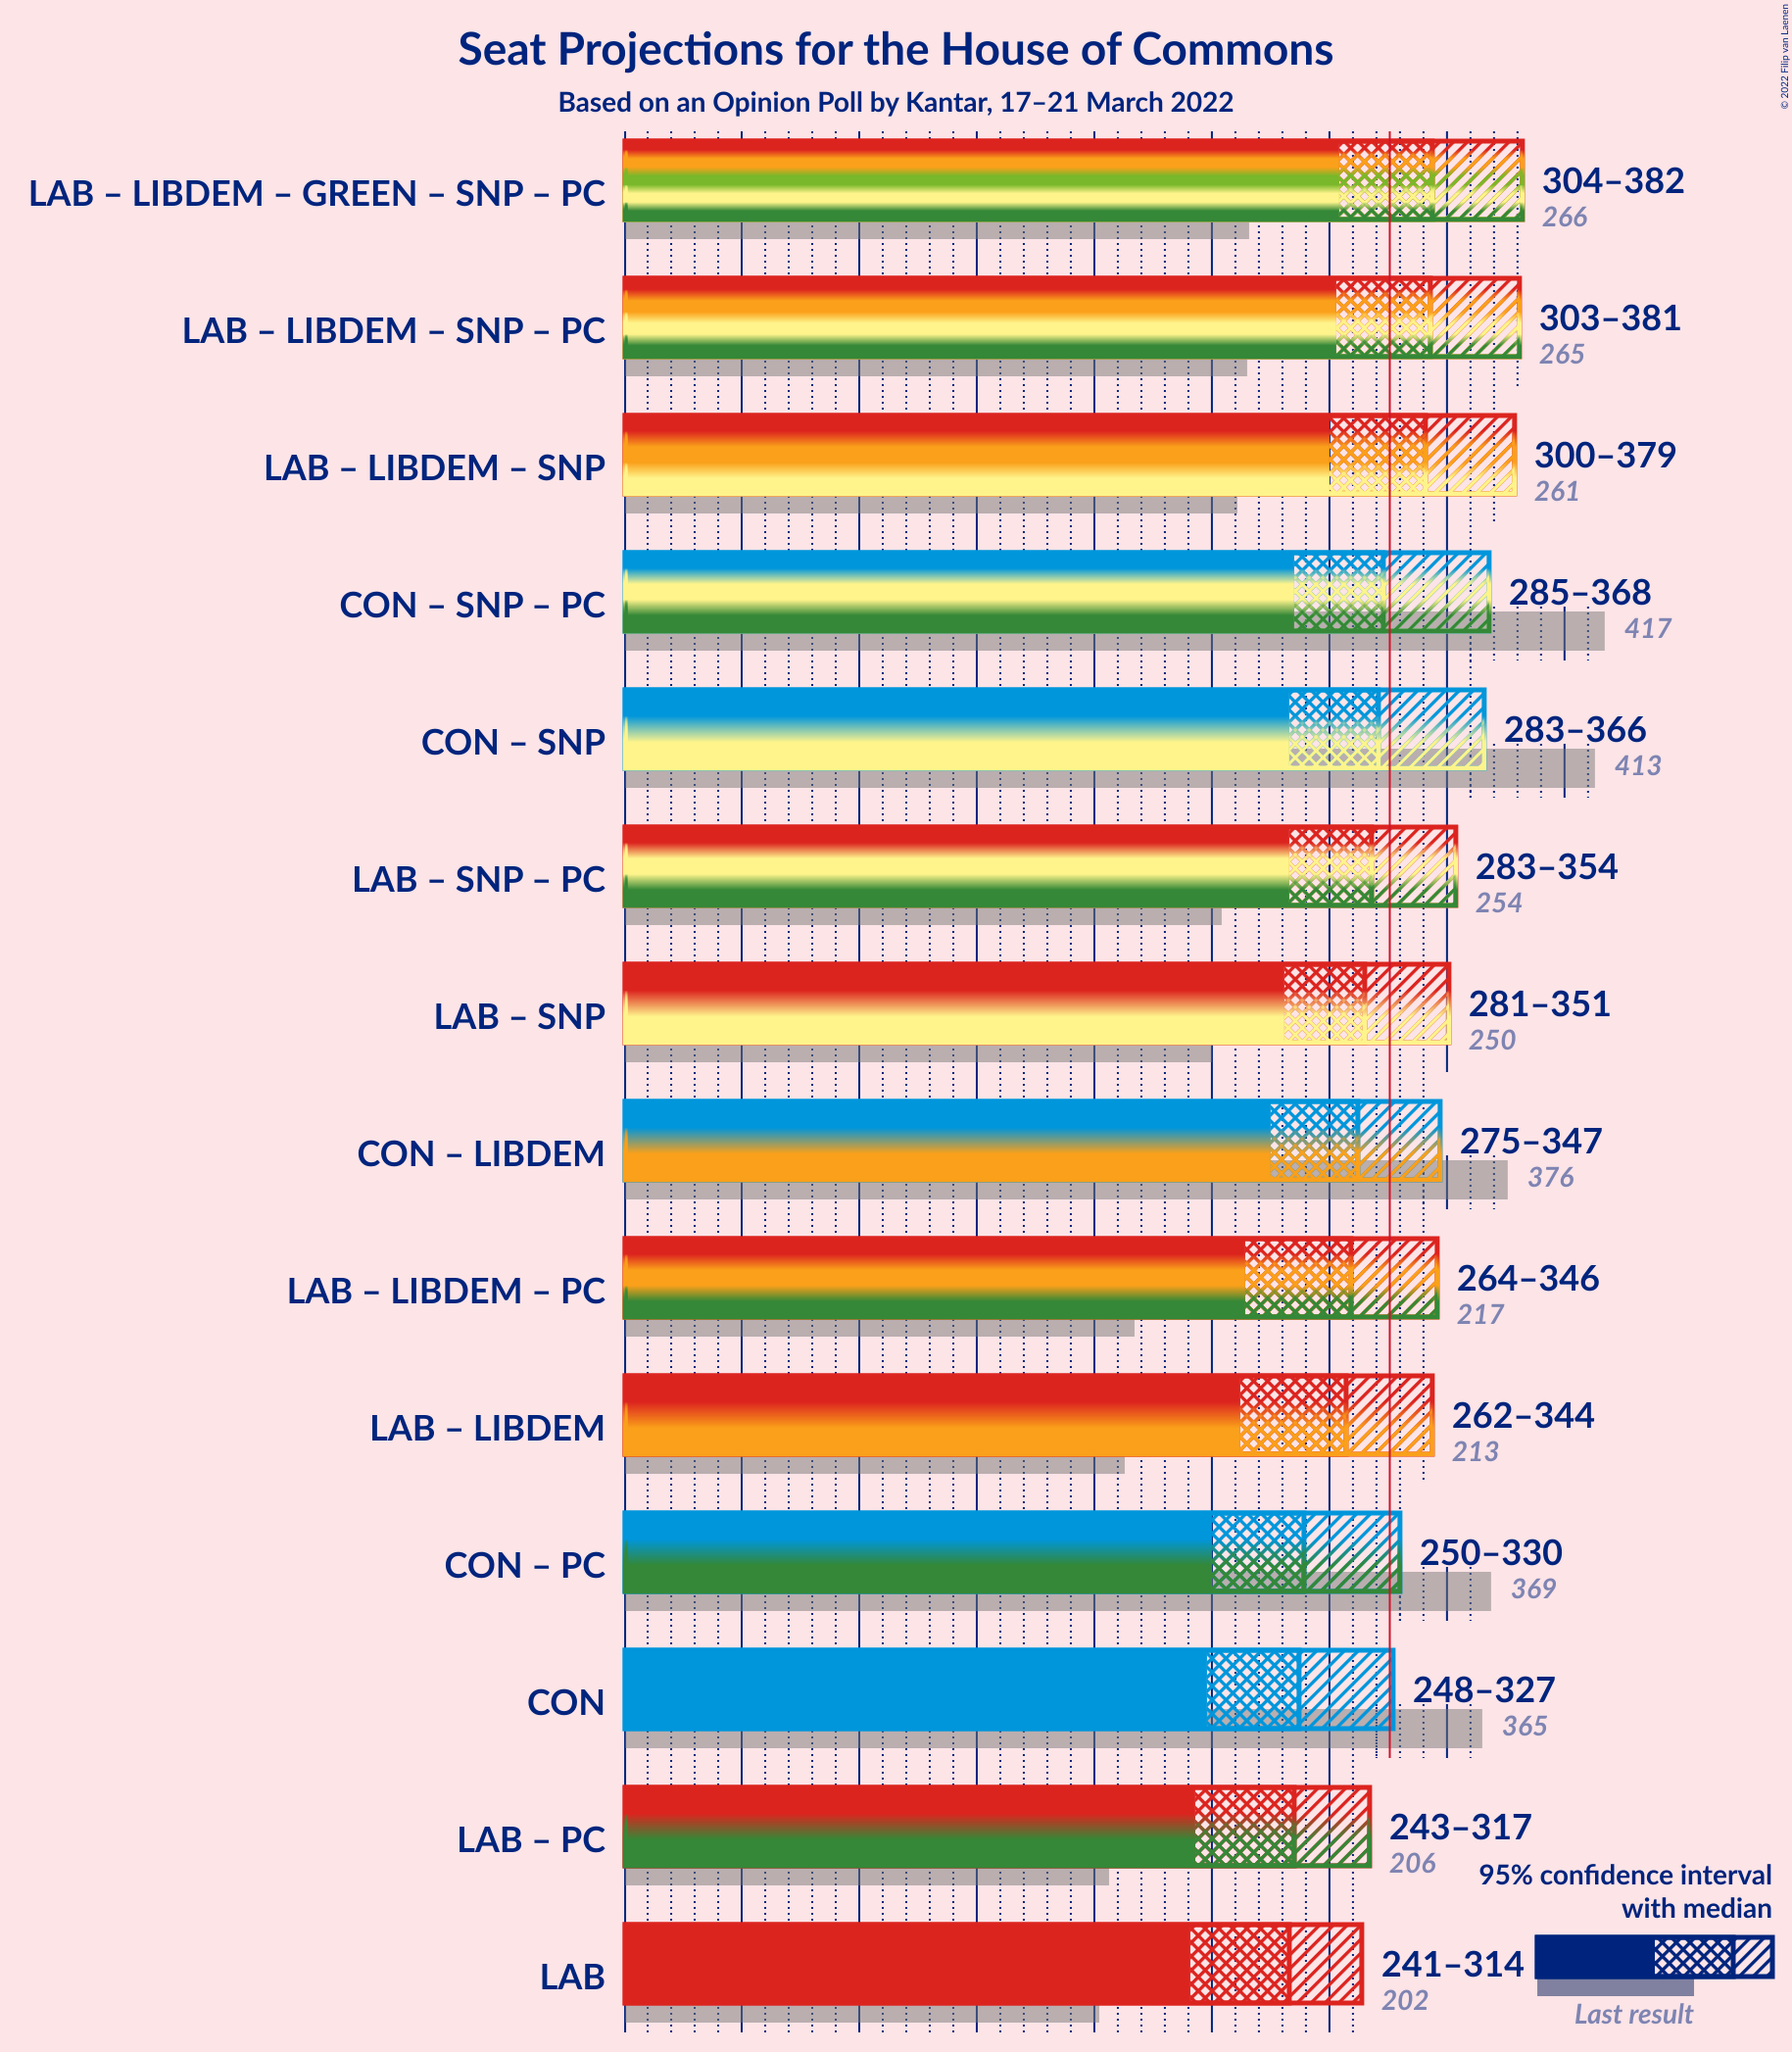 Seat Projections for the House of Commons
Based on an Opinion Poll by Kantar, 17–21 March 2022
© 2022 Filip van Laenen
LAB – LIBDEM – GREEN – SNP – PC
304–382
266
LAB – LIBDEM – SNP – PC
303–381
265
LAB – LIBDEM – SNP
300–379
261
CON – SNP – PC
285–368
417
CON – SNP
283–366
413
LAB – SNP – PC
283–354
254
LAB – SNP
281–351
250
CON – LIBDEM
275–347
376
LAB – LIBDEM – PC
264–346
217
LAB – LIBDEM
262–344
213
CON – PC
250–330
369
CON
248–327
365
LAB – PC
243–317
206
LAB
241–314
202
95% confidence interval
with median
Last result